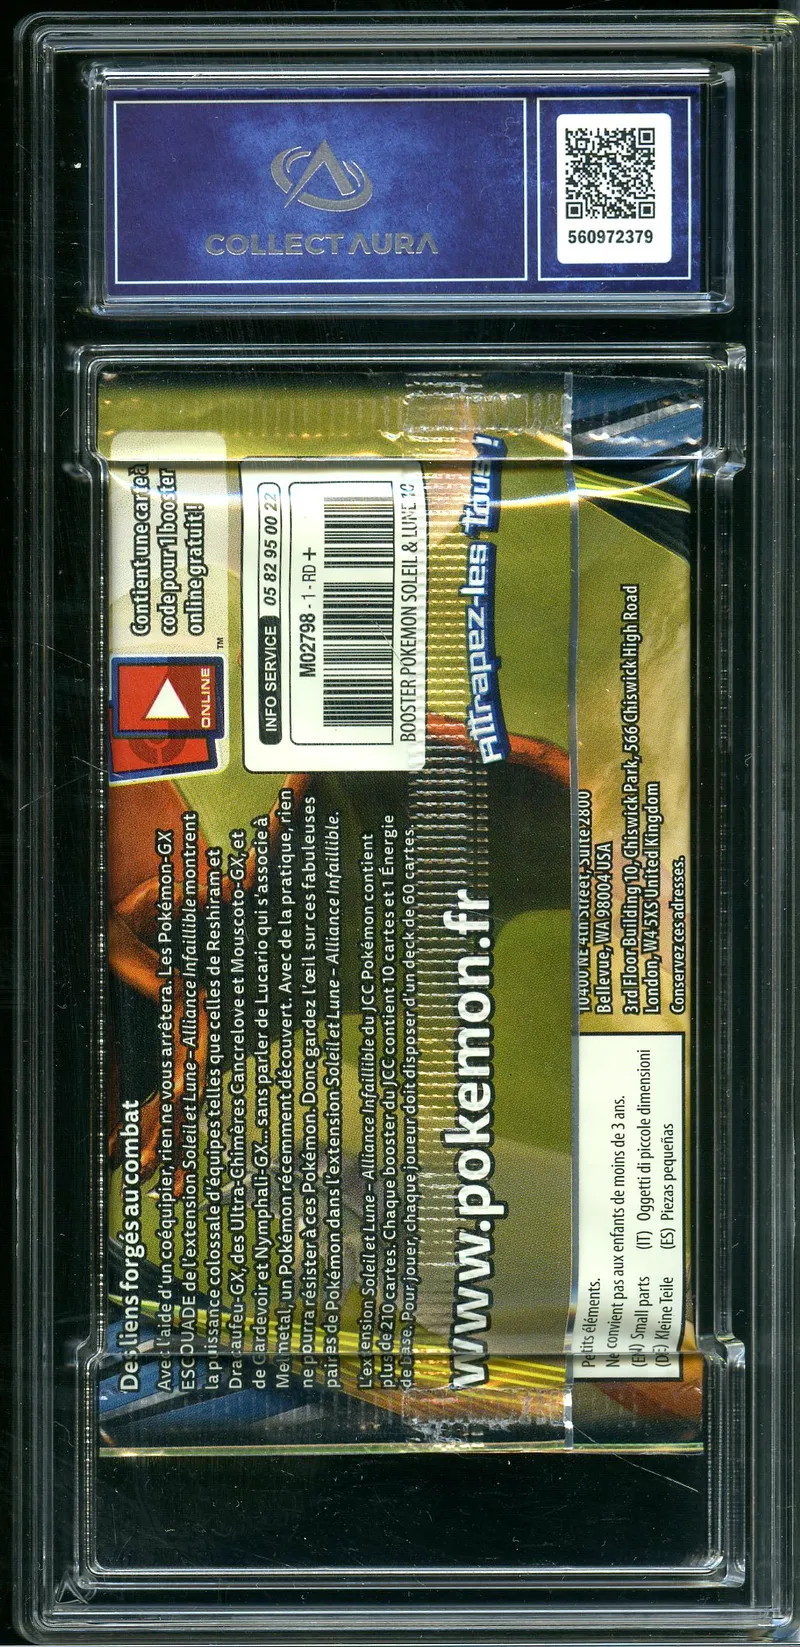 COLLECT AURA
560972379
Contient une carte à
code pour 1 booster
online gratuit !
ONLINE
TM
INFO SERVICE 05 82 95 00 22
M02798 - 1 - RD +
BOOSTER POKEMON SOLEIL & LUNE 10
Attrapez-les tous !
Des liens forgés au combat
Avec l'aide d'un coéquipier, rien ne vous arrêtera. Les Pokémon-GX
ESCOUADE de l'extension Soleil et Lune – Alliance Infaillible montrent
la puissance colossale d'équipes telles que celles de Reshiram et
Dracaufeu-GX, des Ultra-Chimères Cancrelove et Mouscoto-GX, et
de Gardevoir et Nymphali-GX... sans parler de Lucario qui s'associe à
Melmetal, un Pokémon récemment découvert. Avec de la pratique, rien
ne pourra résister à ces Pokémon. Donc gardez l'œil sur ces fabuleuses
paires de Pokémon dans l'extension Soleil et Lune – Alliance Infaillible.
L'extension Soleil et Lune – Alliance Infaillible du JCC Pokémon contient
plus de 210 cartes. Chaque booster du JCC contient 10 cartes et 1 Énergie
de base. Pour jouer, chaque joueur doit disposer d'un deck de 60 cartes.
www.pokemon.fr
10400 NE 4th Street, Suite 2800
Bellevue, WA 98004 USA
3rd Floor, Building 10, Chiswick Park, 566 Chiswick High Road
London, W4 5XS United Kingdom
Conservez ces adresses.
Petits éléments.
Ne convient pas aux enfants de moins de 3 ans.
(EN) Small parts (IT) Oggetti di piccole dimensioni
(DE) Kleine Teile (ES) Piezas pequeñas